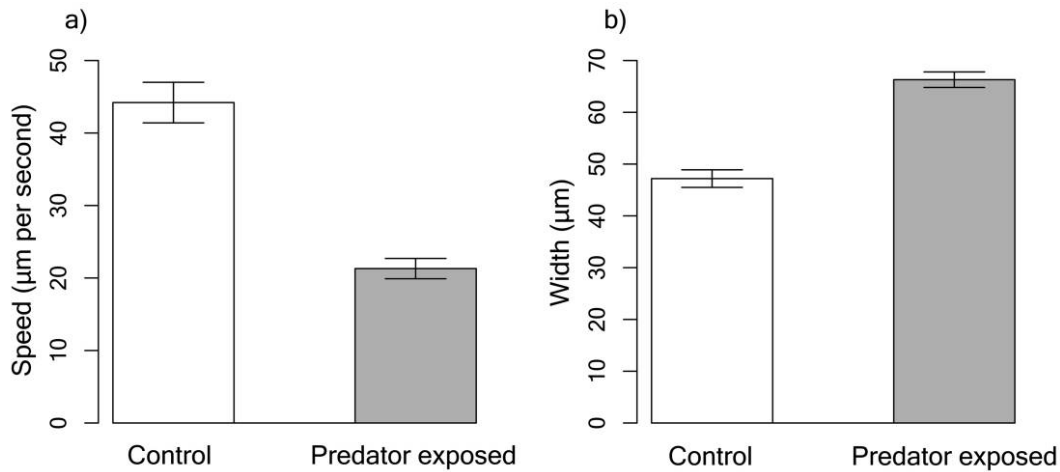 a)
Speed (µm per second)
50
40
30
20
10
0
Control
Predator exposed
b)
Width (µm)
70
60
50
40
30
20
10
0
Control
Predator exposed